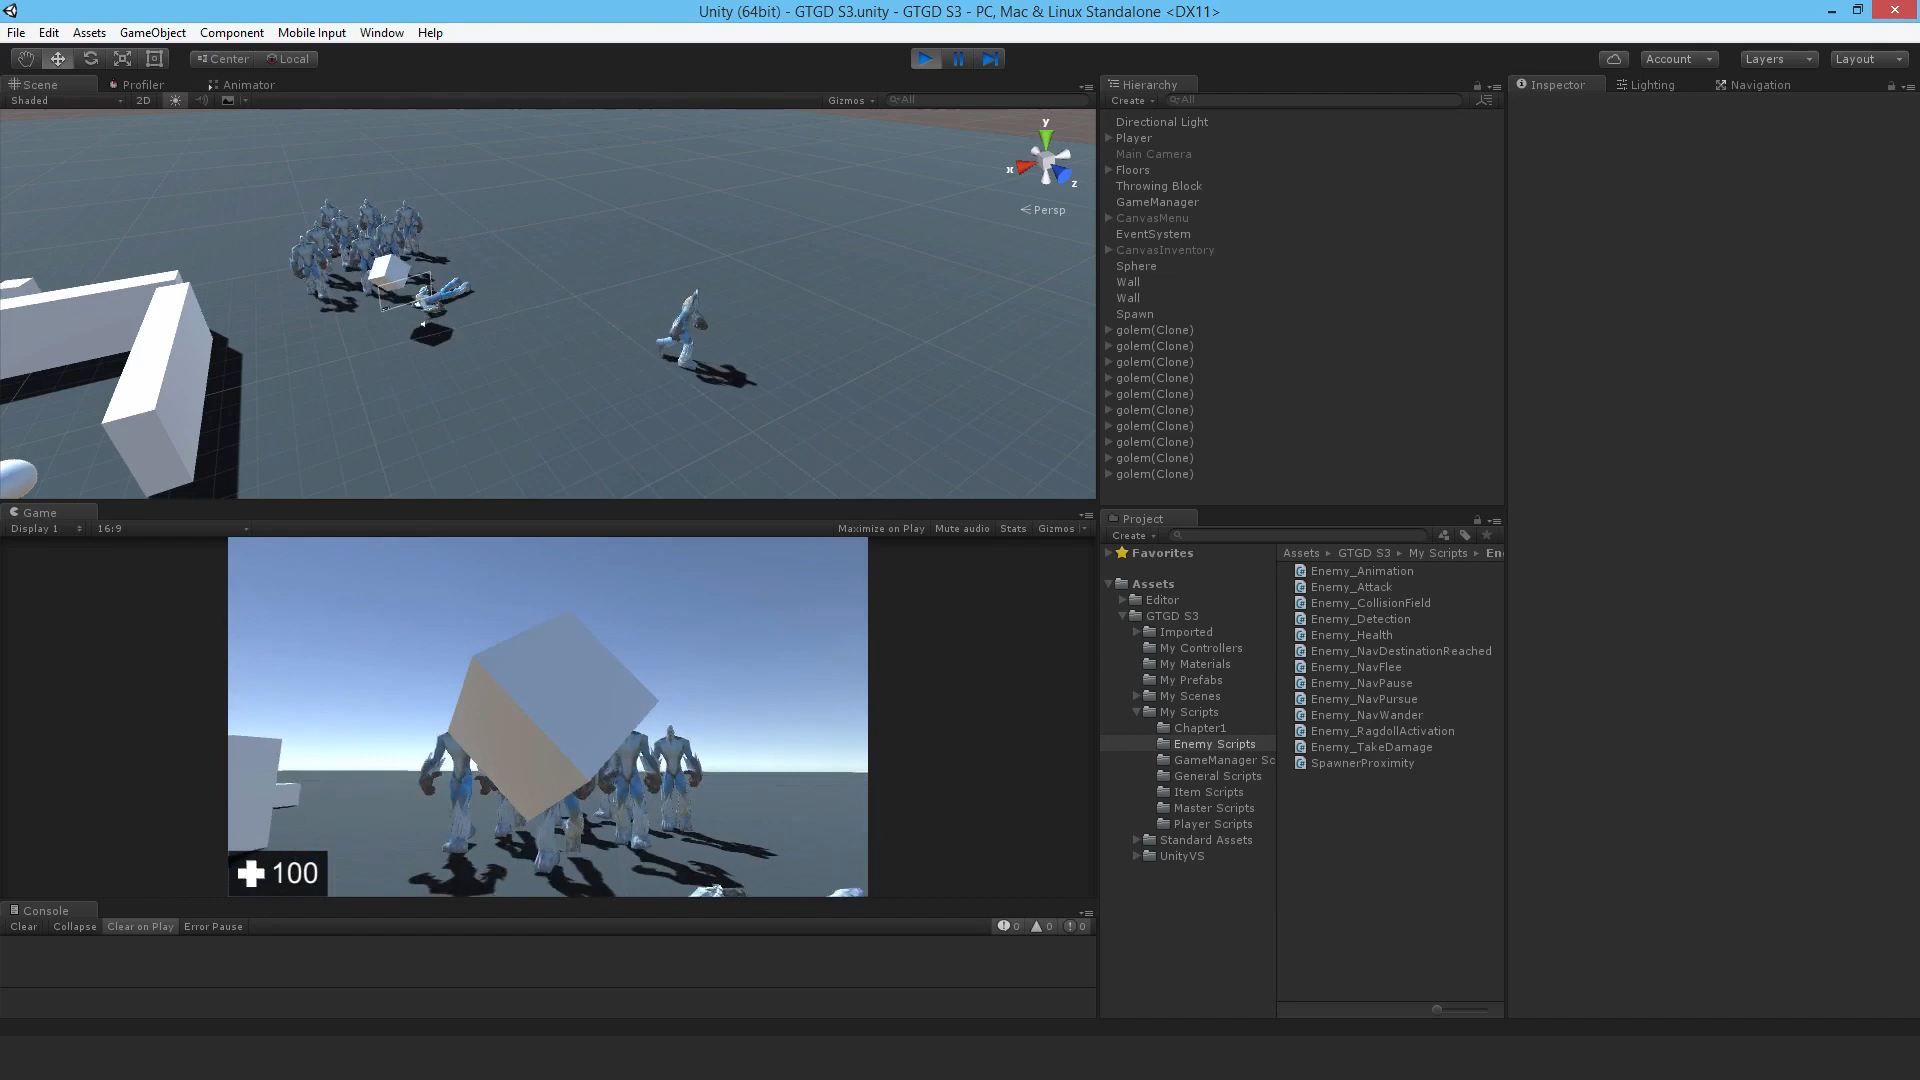 Unity (64bit) - GTGD S3.unity - GTGD S3 - PC, Mac & Linux Standalone <DX11>
File Edit Assets GameObject Component Mobile Input Window Help
Center Local Account Layers Layout
Scene Profiler Animator
Shaded 2D Gizmos All
y
x
z
Persp
Game
Display 1 16:9 Maximize on Play Mute audio Stats Gizmos
100
Console
Clear Collapse Clear on Play Error Pause 0 0 0
Hierarchy
Create All
Directional Light
Player
Main Camera
Floors
Throwing Block
GameManager
CanvasMenu
EventSystem
CanvasInventory
Sphere
Wall
Wall
Spawn
golem(Clone)
golem(Clone)
golem(Clone)
golem(Clone)
golem(Clone)
golem(Clone)
golem(Clone)
golem(Clone)
golem(Clone)
golem(Clone)
Project
Create
Favorites
Assets
Editor
GTGD S3
Imported
My Controllers
My Materials
My Prefabs
My Scenes
My Scripts
Chapter1
Enemy Scripts
GameManager Sc
General Scripts
Item Scripts
Master Scripts
Player Scripts
Standard Assets
UnityVS
Assets GTGD S3 My Scripts En
Enemy_Animation
Enemy_Attack
Enemy_CollisionField
Enemy_Detection
Enemy_Health
Enemy_NavDestinationReached
Enemy_NavFlee
Enemy_NavPause
Enemy_NavPursue
Enemy_NavWander
Enemy_RagdollActivation
Enemy_TakeDamage
SpawnerProximity
Inspector Lighting Navigation